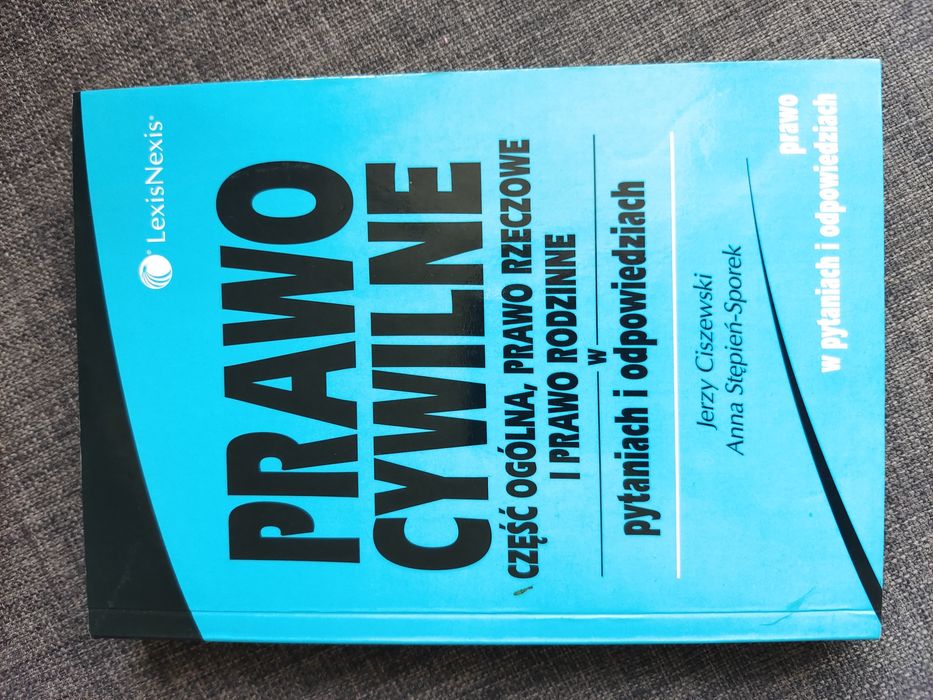 LexisNexis®
PRAWO
CYWILNE
CZĘŚĆ OGÓLNA, PRAWO RZECZOWE
I PRAWO RODZINNE
w
pytaniach i odpowiedziach
Jerzy Ciszewski
Anna Stępień-Sporek
prawo
w pytaniach i odpowiedziach